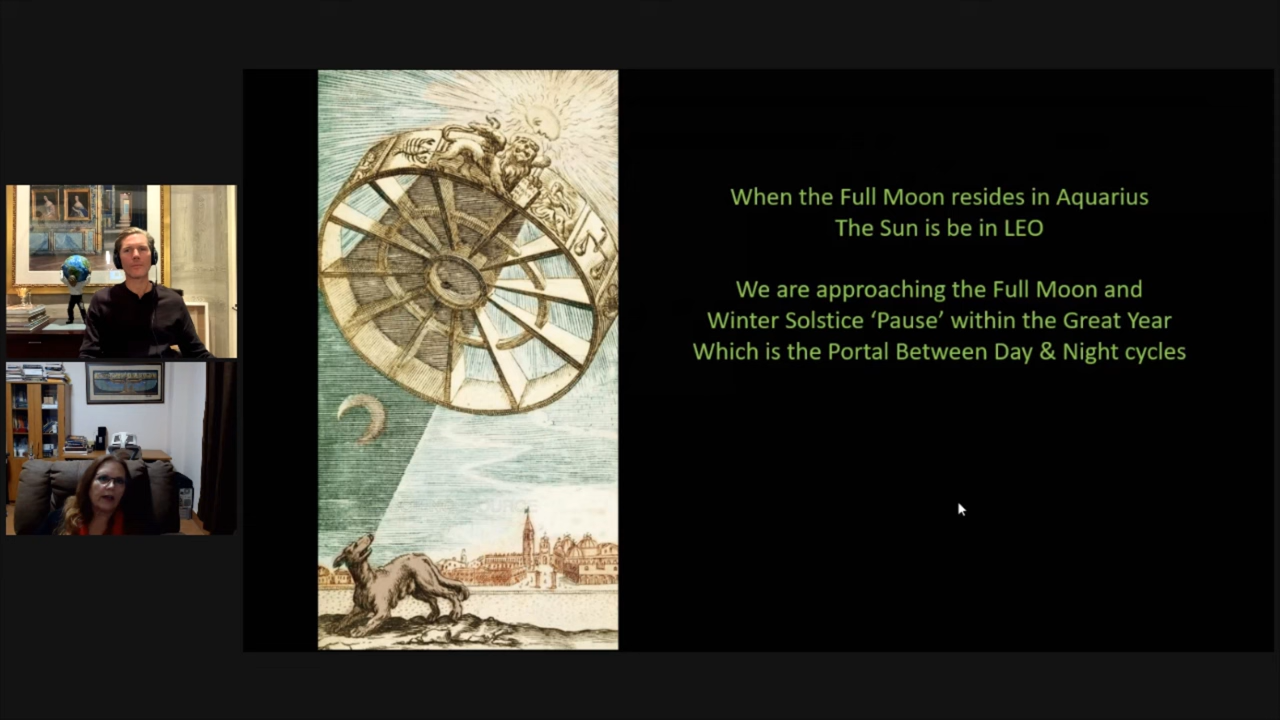 When the Full Moon resides in Aquarius
The Sun is be in LEO
We are approaching the Full Moon and
Winter Solstice ‘Pause’ within the Great Year
Which is the Portal Between Day & Night cycles